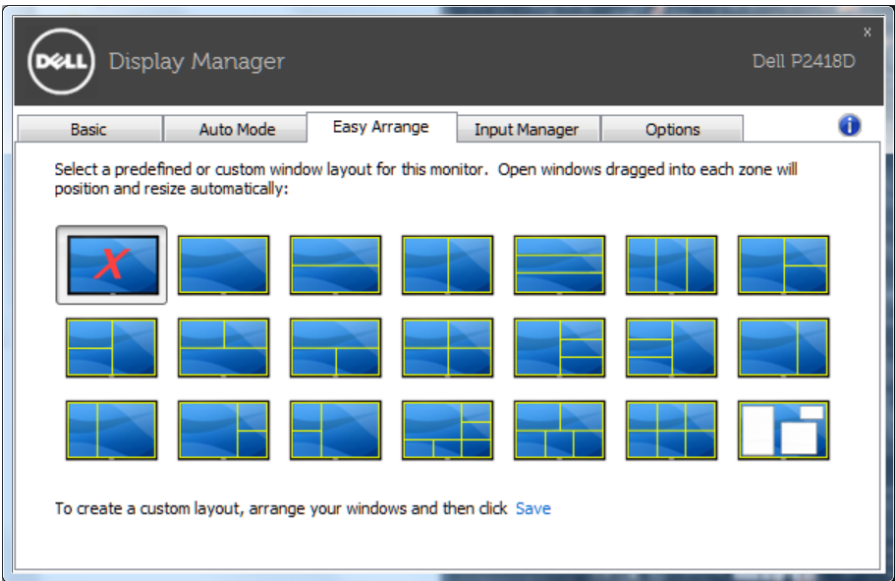 x
DELL
Display Manager
Dell P2418D
Basic
Auto Mode
Easy Arrange
Input Manager
Options
i
Select a predefined or custom window layout for this monitor. Open windows dragged into each zone will
position and resize automatically:
X
To create a custom layout, arrange your windows and then click Save